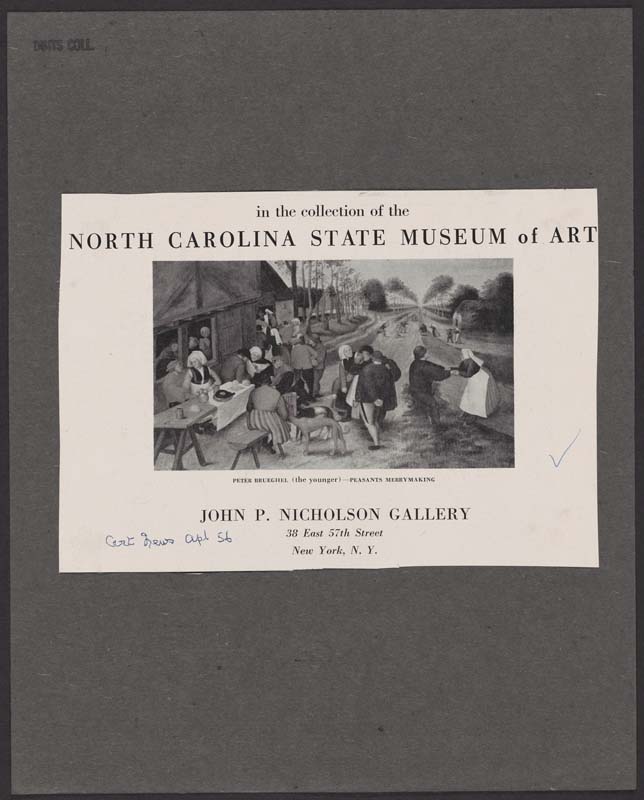 DINTS COLL.
in the collection of the
NORTH CAROLINA STATE MUSEUM of ART
PETER BRUEGHEL (the younger)—PEASANTS MERRYMAKING
JOHN P. NICHOLSON GALLERY
38 East 57th Street
New York, N. Y.
Art News Apl 56